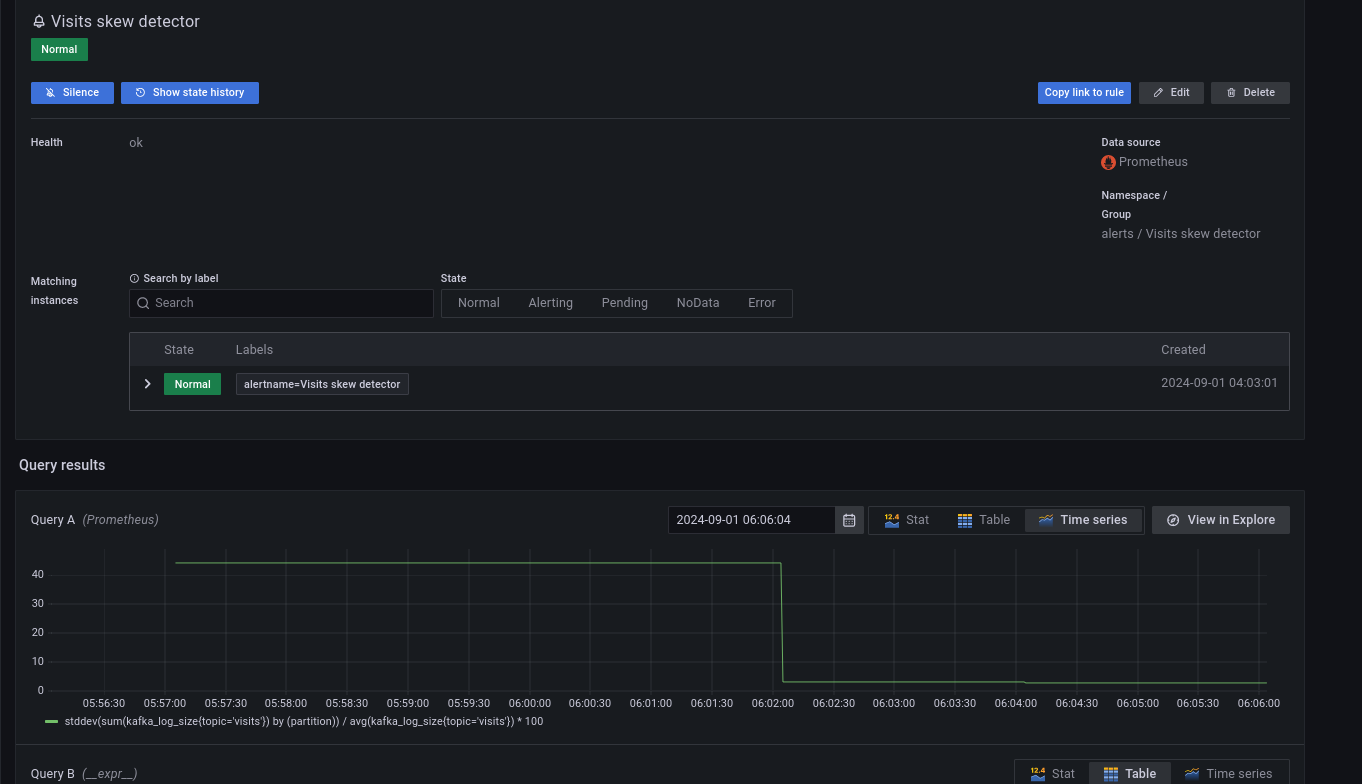 Visits skew detector
Normal
Silence
Show state history
Copy link to rule
Edit
Delete
Health
ok
Data source
Prometheus
Namespace /
Group
alerts / Visits skew detector
Matching
instances
Search by label
State
Search
Normal
Alerting
Pending
NoData
Error
State
Labels
Created
Normal
alertname=Visits skew detector
2024-09-01 04:03:01
Query results
Query A (Prometheus)
2024-09-01 06:06:04
12.4
Stat
Table
Time series
View in Explore
40
30
20
10
0
05:56:30
05:57:00
05:57:30
05:58:00
05:58:30
05:59:00
05:59:30
06:00:00
06:00:30
06:01:00
06:01:30
06:02:00
06:02:30
06:03:00
06:03:30
06:04:00
06:04:30
06:05:00
06:05:30
06:06:00
stddev(sum(kafka_log_size{topic='visits'}) by (partition)) / avg(kafka_log_size{topic='visits'}) * 100
Query B (__expr__)
12.4
Stat
Table
Time series